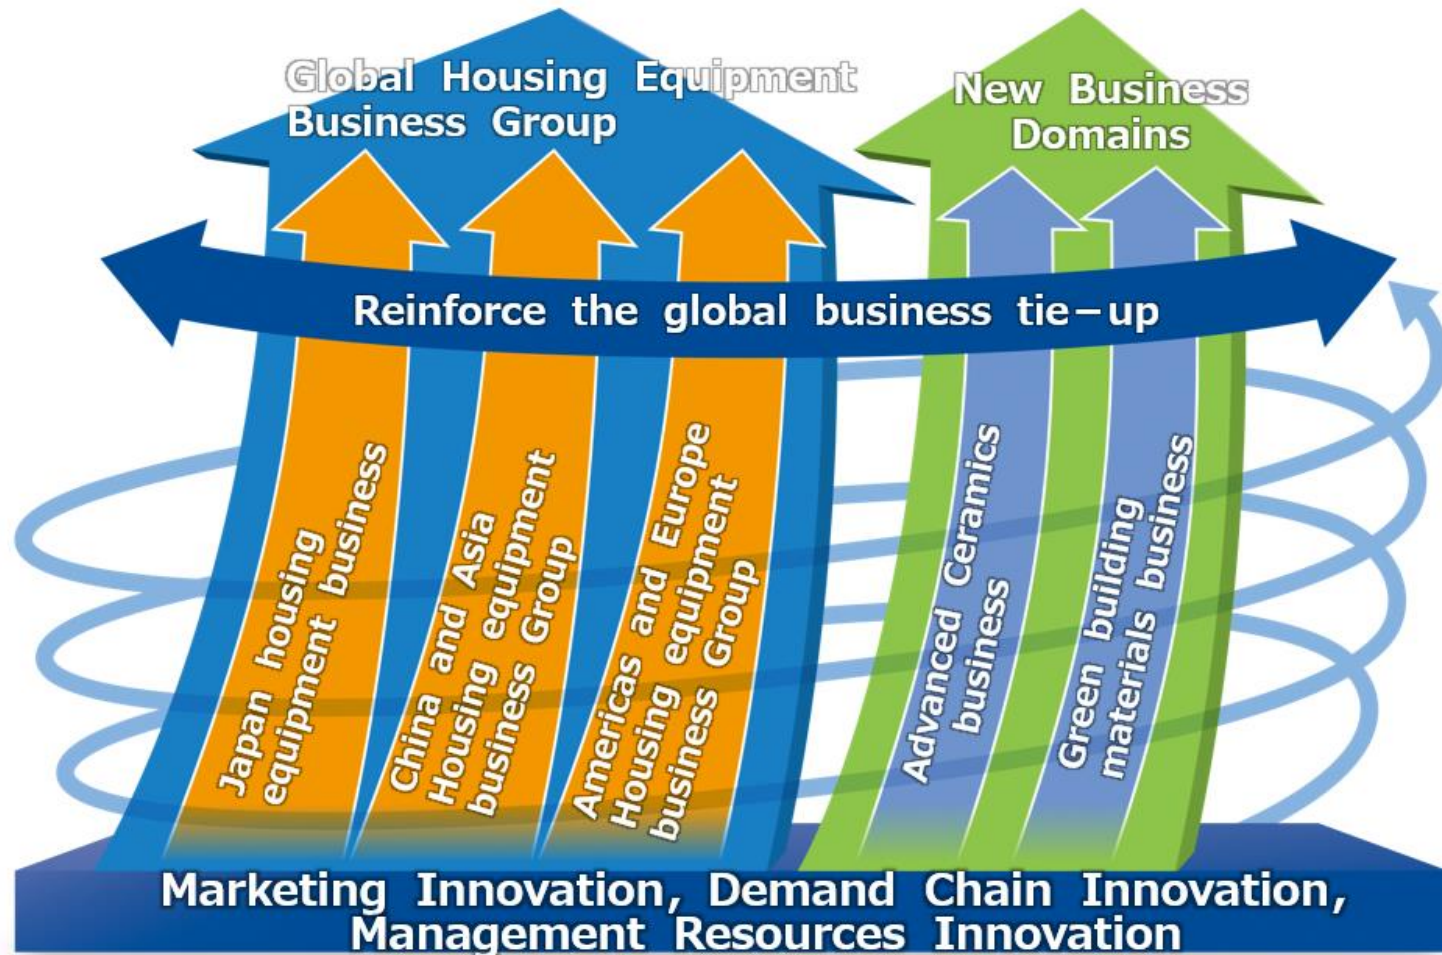 Global Housing Equipment
Business Group
New Business
Domains
Reinforce the global business tie-up
Japan housing
equipment business
China and Asia
Housing equipment
business Group
Americas and Europe
Housing equipment
business Group
Advanced Ceramics
business
Green building
materials business
Marketing Innovation, Demand Chain Innovation,
Management Resources Innovation